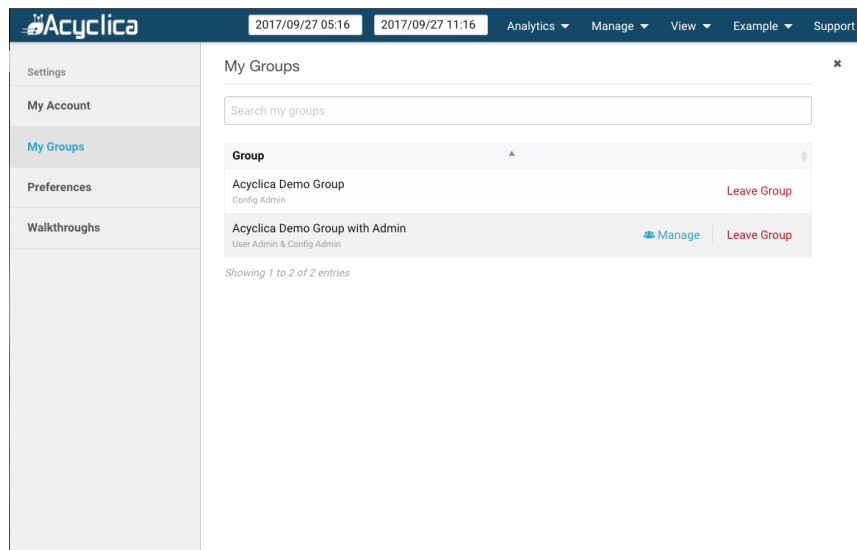 Acyclica
2017/09/27 05:16 2017/09/27 11:16 Analytics Manage View Example Support
Settings
My Account
My Groups
Preferences
Walkthroughs
My Groups
Search my groups
Group
Acyclica Demo Group
Config Admin
Leave Group
Acyclica Demo Group with Admin
User Admin & Config Admin
Manage Leave Group
Showing 1 to 2 of 2 entries